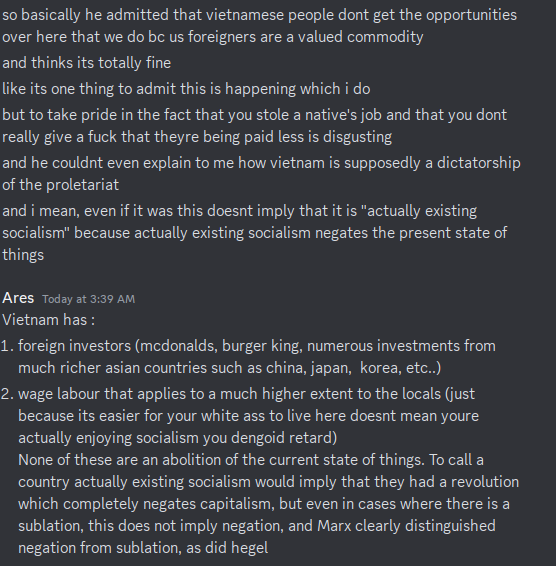 so basically he admitted that vietnamese people dont get the opportunities
over here that we do bc us foreigners are a valued commodity
and thinks its totally fine
like its one thing to admit this is happening which i do
but to take pride in the fact that you stole a native's job and that you dont
really give a fuck that theyre being paid less is disgusting
and he couldnt even explain to me how vietnam is supposedly a dictatorship
of the proletariat
and i mean, even if it was this doesnt imply that it is "actually existing
socialism" because actually existing socialism negates the present state of
things
Ares Today at 3:39 AM
Vietnam has :
1. foreign investors (mcdonalds, burger king, numerous investments from
much richer asian countries such as china, japan, korea, etc..)
2. wage labour that applies to a much higher extent to the locals (just
because its easier for your white ass to live here doesnt mean youre
actually enjoying socialism you dengoid retard)
None of these are an abolition of the current state of things. To call a
country actually existing socialism would imply that they had a revolution
which completely negates capitalism, but even in cases where there is a
sublation, this does not imply negation, and Marx clearly distinguished
negation from sublation, as did hegel